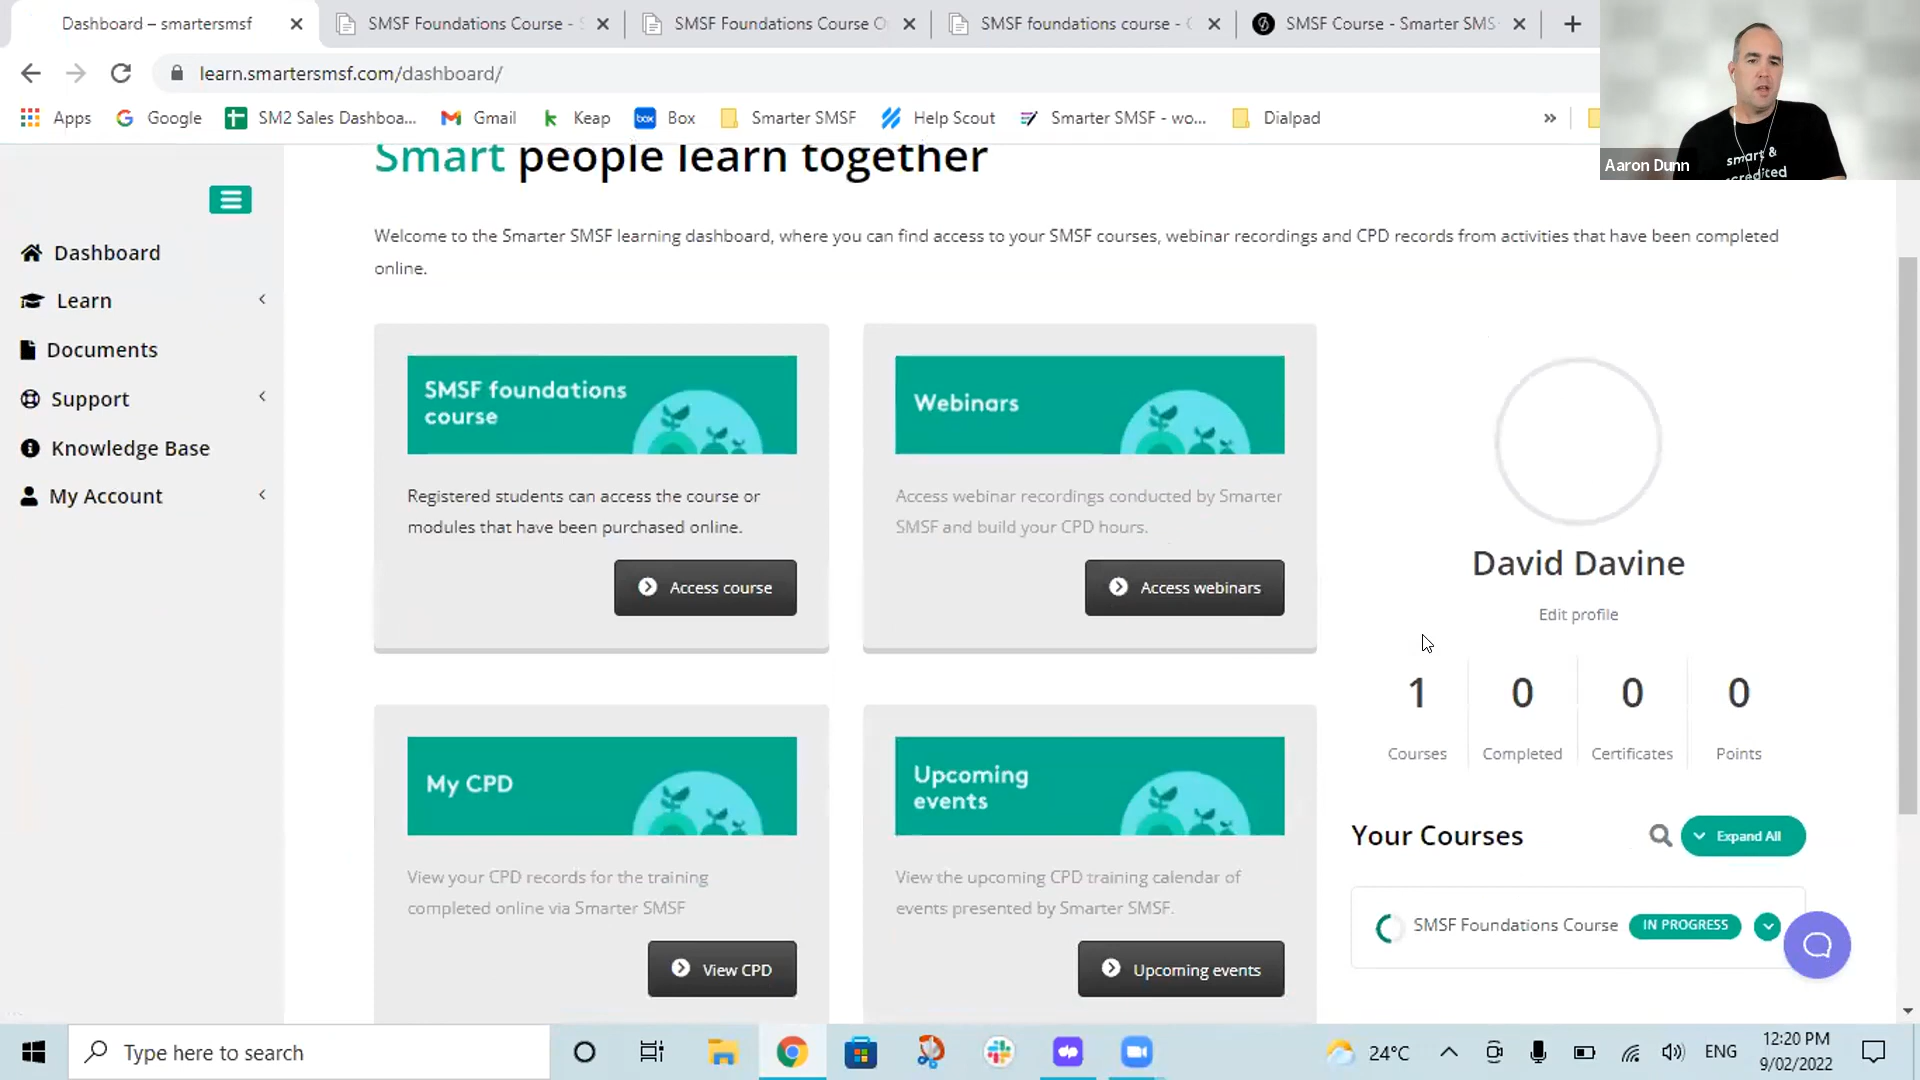 Dashboard – smartersmsf
SMSF Foundations Course -
SMSF Foundations Course O
SMSF foundations course -
SMSF Course - Smarter SMS
learn.smartersmsf.com/dashboard/
Apps
Google
SM2 Sales Dashboa...
Gmail
Keap
box
Box
Smarter SMSF
Help Scout
Smarter SMSF - wo...
Dialpad
»
smart &
Aaron Dunn
Smart people learn together
Welcome to the Smarter SMSF learning dashboard, where you can find access to your SMSF courses, webinar recordings and CPD records from activities that have been completed
online.
Dashboard
Learn
Documents
Support
Knowledge Base
My Account
SMSF foundations
course
Registered students can access the course or
modules that have been purchased online.
Access course
Webinars
Access webinar recordings conducted by Smarter
SMSF and build your CPD hours.
Access webinars
My CPD
View your CPD records for the training
completed online via Smarter SMSF
View CPD
Upcoming
events
View the upcoming CPD training calendar of
events presented by Smarter SMSF.
Upcoming events
David Davine
Edit profile
1 0 0 0
Courses Completed Certificates Points
Your Courses
Expand All
SMSF Foundations Course IN PROGRESS
Type here to search
24°C
ENG
12:20 PM
9/02/2022